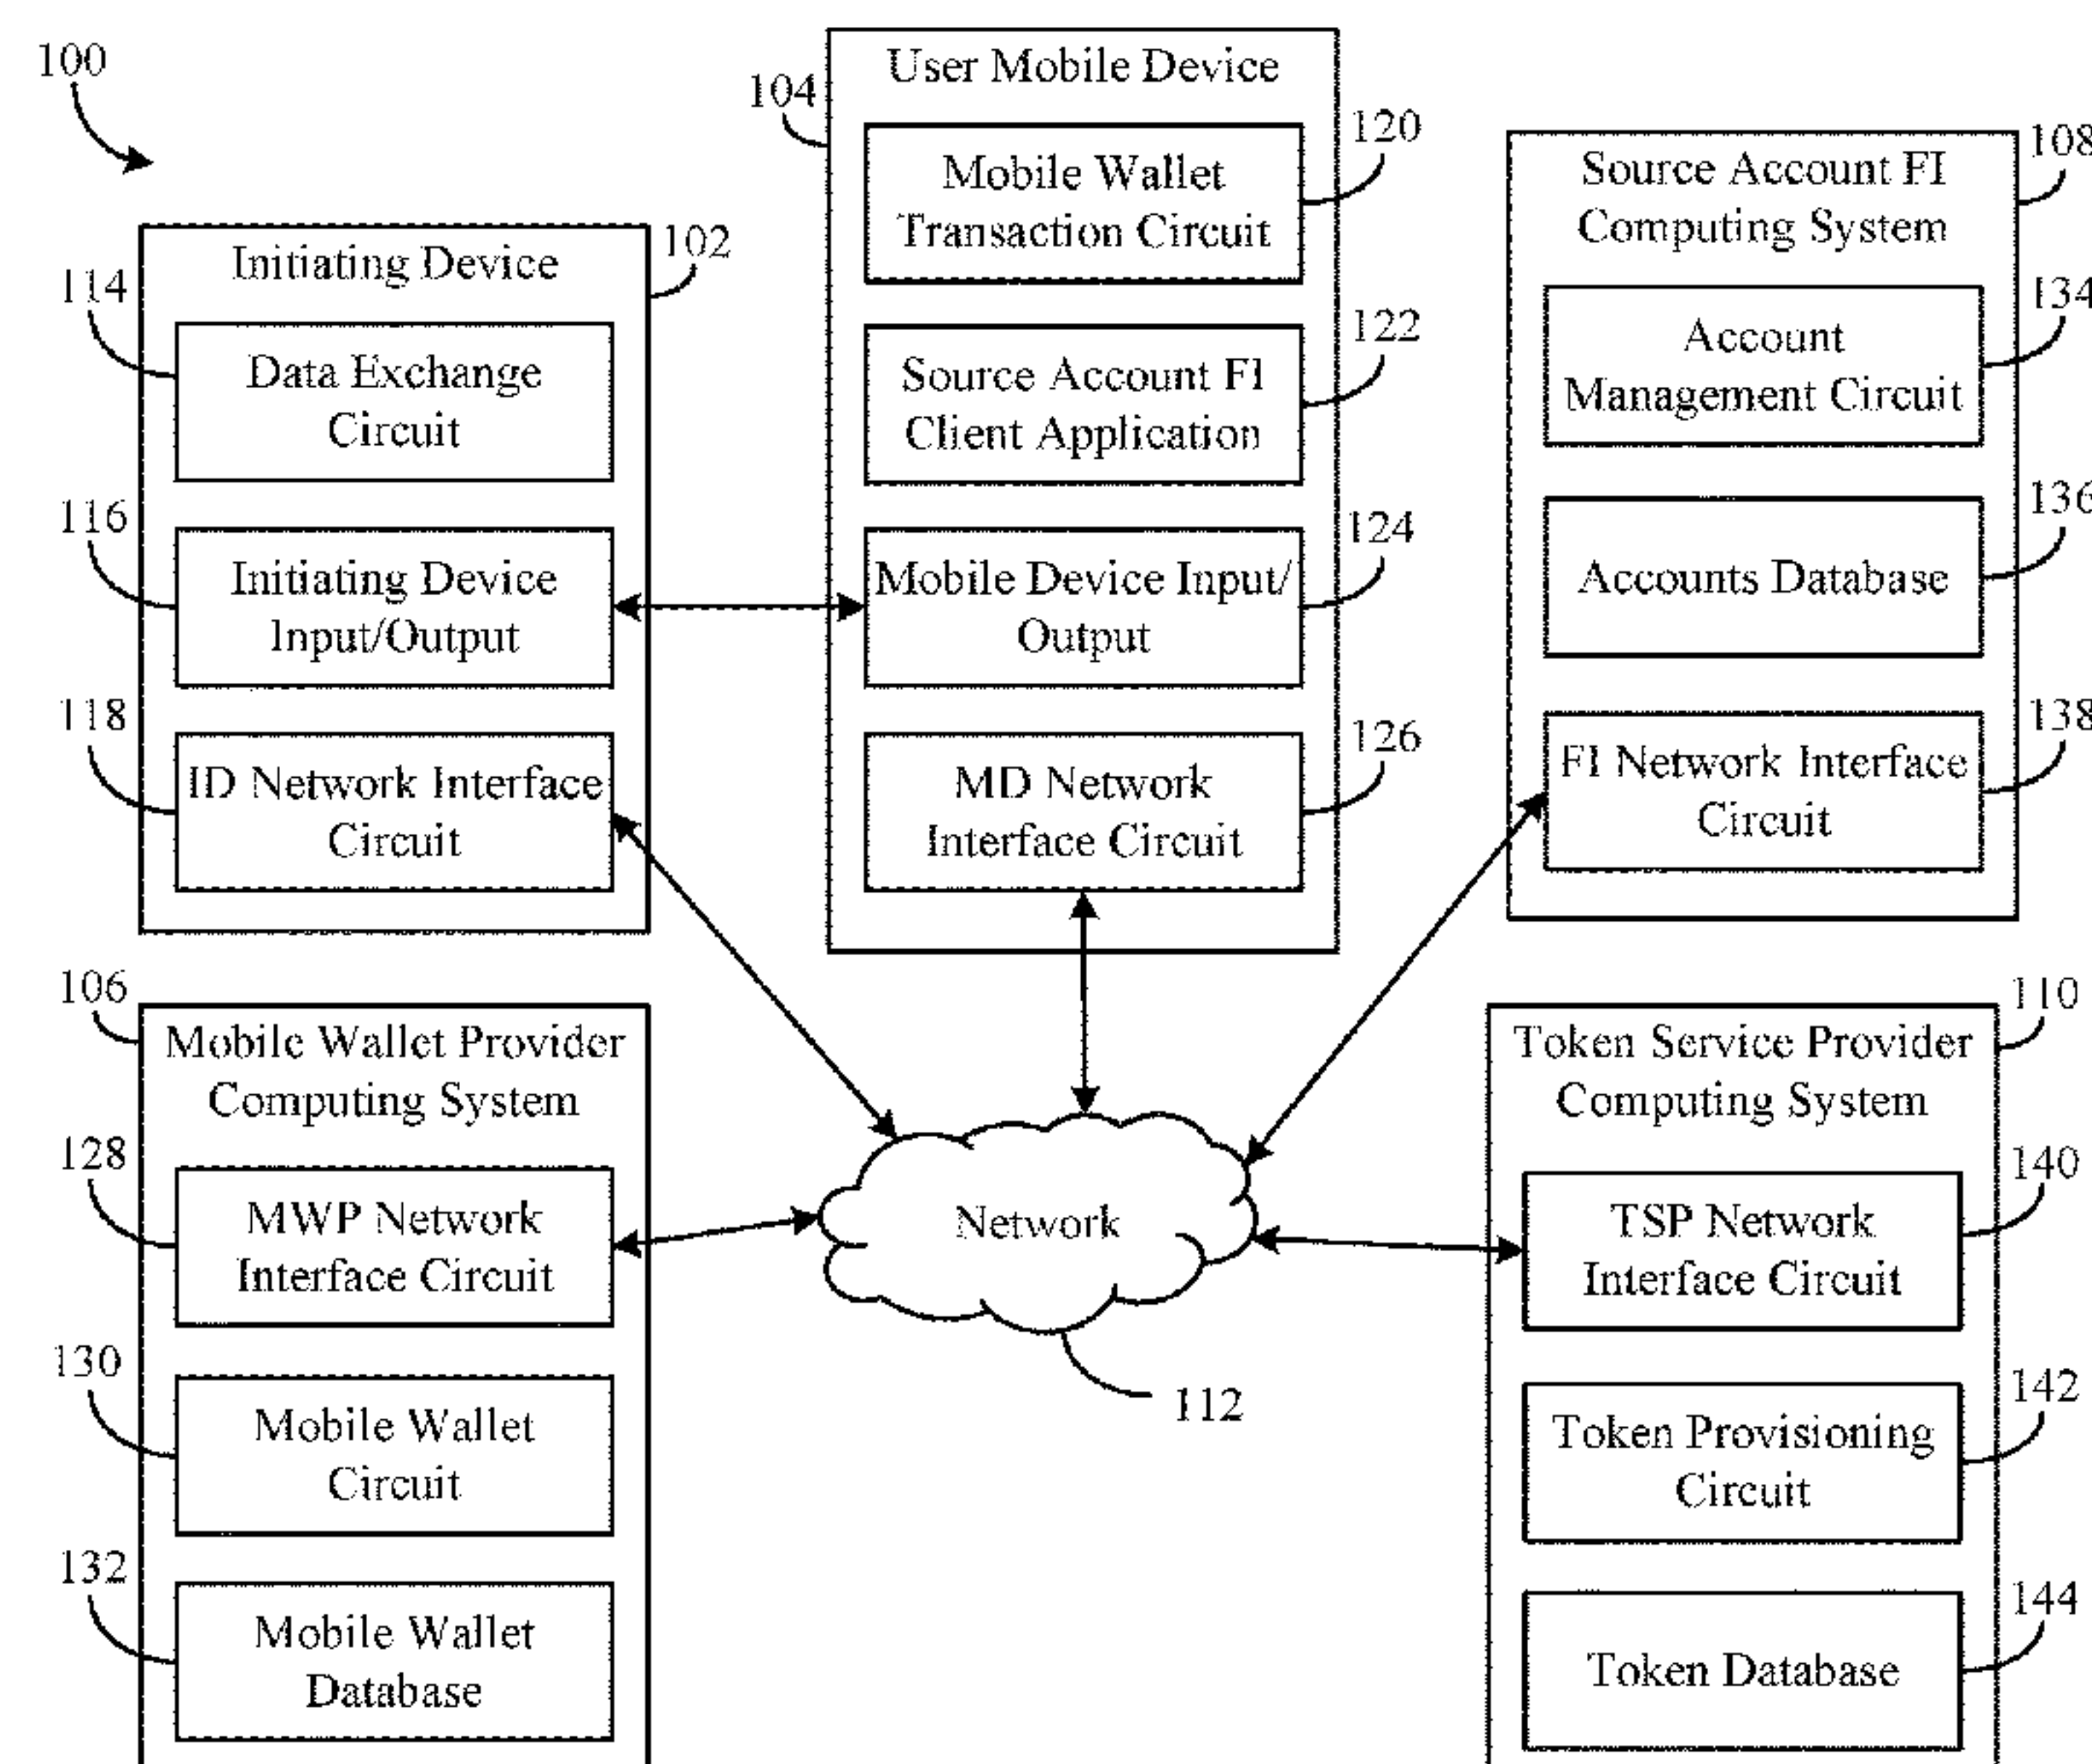 100
User Mobile Device
104
Mobile Wallet
Transaction Circuit
120
Source Account FI
Client Application
122
Mobile Device Input/
Output
124
MD Network
Interface Circuit
126
Initiating Device
102
114
Data Exchange
Circuit
116
Initiating Device
Input/Output
118
ID Network Interface
Circuit
Source Account FI
Computing System
108
Account
Management Circuit
134
Accounts Database
136
FI Network Interface
Circuit
138
106
Mobile Wallet Provider
Computing System
128
MWP Network
Interface Circuit
130
Mobile Wallet
Circuit
132
Mobile Wallet
Database
Network
112
Token Service Provider
Computing System
110
TSP Network
Interface Circuit
140
Token Provisioning
Circuit
142
Token Database
144